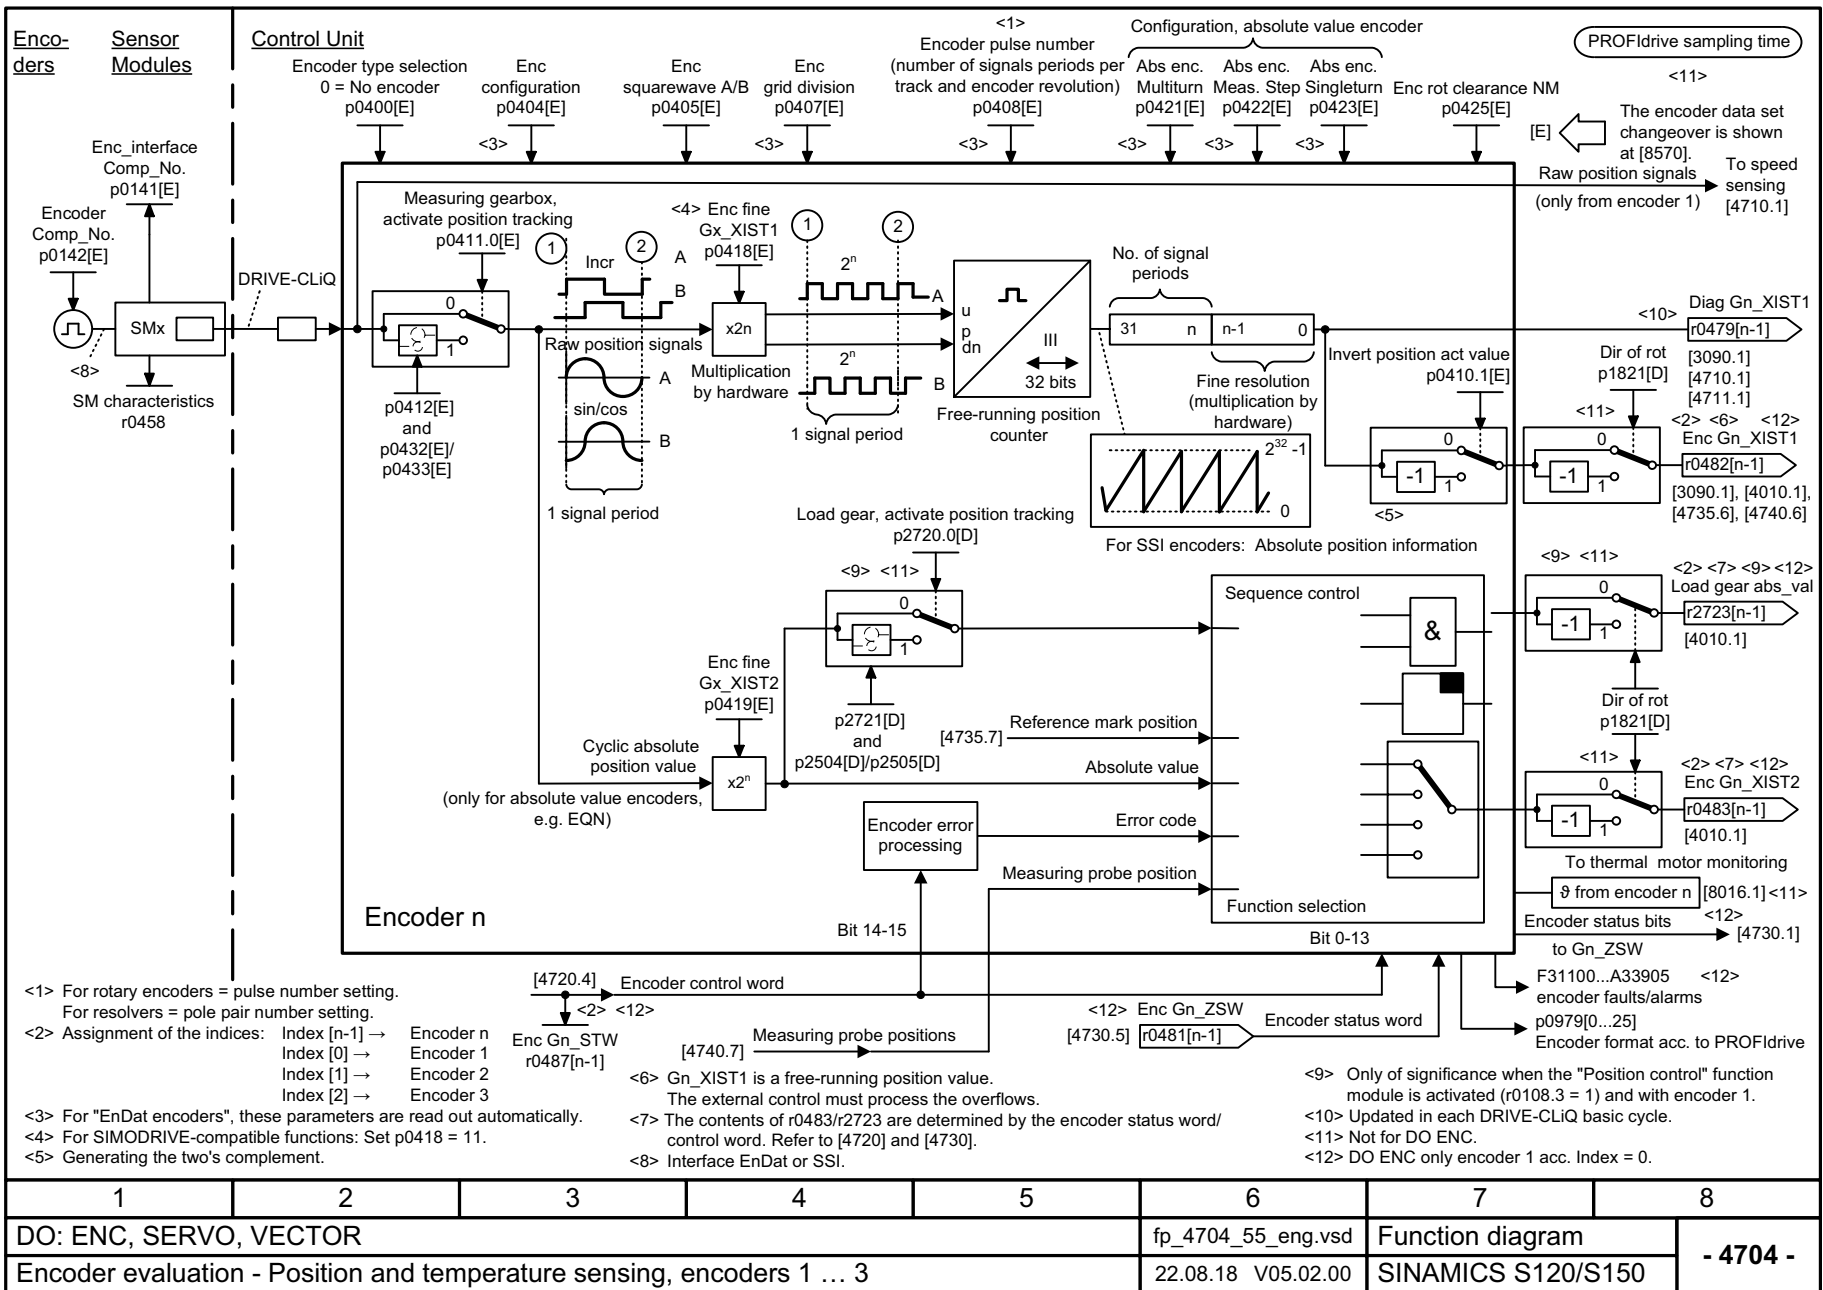 Enco-
ders
Sensor
Modules
Control Unit
Encoder type selection
0 = No encoder
p0400[E]
Enc
configuration
p0404[E]
<3>
Enc
squarewave A/B
p0405[E]
Enc
grid division
p0407[E]
<3>
<1>
Encoder pulse number
(number of signals periods per
track and encoder revolution)
p0408[E]
<3>
Configuration, absolute value encoder
Abs enc.
Multiturn
p0421[E]
<3>
Abs enc.
Meas. Step
p0422[E]
<3>
Abs enc.
Singleturn
p0423[E]
<3>
Enc rot clearance NM
p0425[E]
PROFIdrive sampling time
<11>
[E]
The encoder data set
changeover is shown
at [8570].
Raw position signals
(only from encoder 1)
To speed
sensing
[4710.1]
Enc_interface
Comp_No.
p0141[E]
Encoder
Comp_No.
p0142[E]
SMx
<8>
SM characteristics
r0458
DRIVE-CLiQ
Measuring gearbox,
activate position tracking
p0411.0[E]
0
1
p0412[E]
and
p0432[E]/
p0433[E]
1
2
Incr
A
B
Raw position signals
A
sin/cos
B
1 signal period
<4> Enc fine
Gx_XIST1
p0418[E]
x2n
Multiplication
by hardware
1
2
2n
A
2n
B
1 signal period
u
p
dn
III
32 bits
Free-running position
counter
No. of signal
periods
31
n
n-1
0
Fine resolution
(multiplication by
hardware)
232 -1
0
For SSI encoders: Absolute position information
Invert position act value
p0410.1[E]
0
-1
1
<5>
<10>
Diag Gn_XIST1
r0479[n-1]
[3090.1]
[4710.1]
[4711.1]
Dir of rot
p1821[D]
<11>
0
-1
1
<2> <6> <12>
Enc Gn_XIST1
r0482[n-1]
[3090.1], [4010.1],
[4735.6], [4740.6]
Load gear, activate position tracking
p2720.0[D]
<9> <11>
0
1
p2721[D]
and
p2504[D]/p2505[D]
Enc fine
Gx_XIST2
p0419[E]
x2n
Cyclic absolute
position value
(only for absolute value encoders,
e.g. EQN)
Sequence control
&
[4735.7]
Reference mark position
Absolute value
Encoder error
processing
Error code
Measuring probe position
Function selection
Bit 14-15
Bit 0-13
Encoder n
<9> <11>
0
-1
1
<2> <7> <9> <12>
Load gear abs_val
r2723[n-1]
[4010.1]
Dir of rot
p1821[D]
<11>
0
-1
1
<2> <7> <12>
Enc Gn_XIST2
r0483[n-1]
[4010.1]
To thermal motor monitoring
ϑ from encoder n
[8016.1] <11>
Encoder status bits
<12>
[4730.1]
to Gn_ZSW
F31100...A33905
<12>
encoder faults/alarms
p0979[0...25]
Encoder format acc. to PROFIdrive
[4720.4]
Encoder control word
<2> <12>
Enc Gn_STW
r0487[n-1]
[4740.7]
Measuring probe positions
<12> Enc Gn_ZSW
[4730.5]
r0481[n-1]
Encoder status word
<1> For rotary encoders = pulse number setting.
For resolvers = pole pair number setting.
<2> Assignment of the indices: Index [n-1] → Encoder n
Index [0] → Encoder 1
Index [1] → Encoder 2
Index [2] → Encoder 3
<3> For "EnDat encoders", these parameters are read out automatically.
<4> For SIMODRIVE-compatible functions: Set p0418 = 11.
<5> Generating the two's complement.
<6> Gn_XIST1 is a free-running position value.
The external control must process the overflows.
<7> The contents of r0483/r2723 are determined by the encoder status word/
control word. Refer to [4720] and [4730].
<8> Interface EnDat or SSI.
<9> Only of significance when the "Position control" function
module is activated (r0108.3 = 1) and with encoder 1.
<10> Updated in each DRIVE-CLiQ basic cycle.
<11> Not for DO ENC.
<12> DO ENC only encoder 1 acc. Index = 0.
1 2 3 4 5 6 7 8
DO: ENC, SERVO, VECTOR
fp_4704_55_eng.vsd
Function diagram
- 4704 -
Encoder evaluation - Position and temperature sensing, encoders 1 … 3
22.08.18 V05.02.00
SINAMICS S120/S150